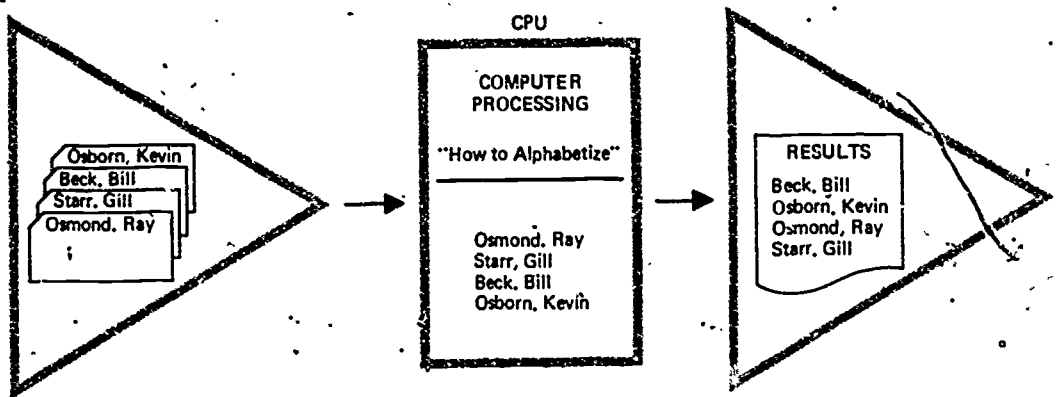 Osborn, Kevin
Beck, Bill
Starr, Gill
Osmond, Ray
CPU
COMPUTER
PROCESSING
"How to Alphabetize"
Osmond, Ray
Starr, Gill
Beck, Bill
Osborn, Kevin
RESULTS
Beck, Bill
Osborn, Kevin
Osmond, Ray
Starr, Gill